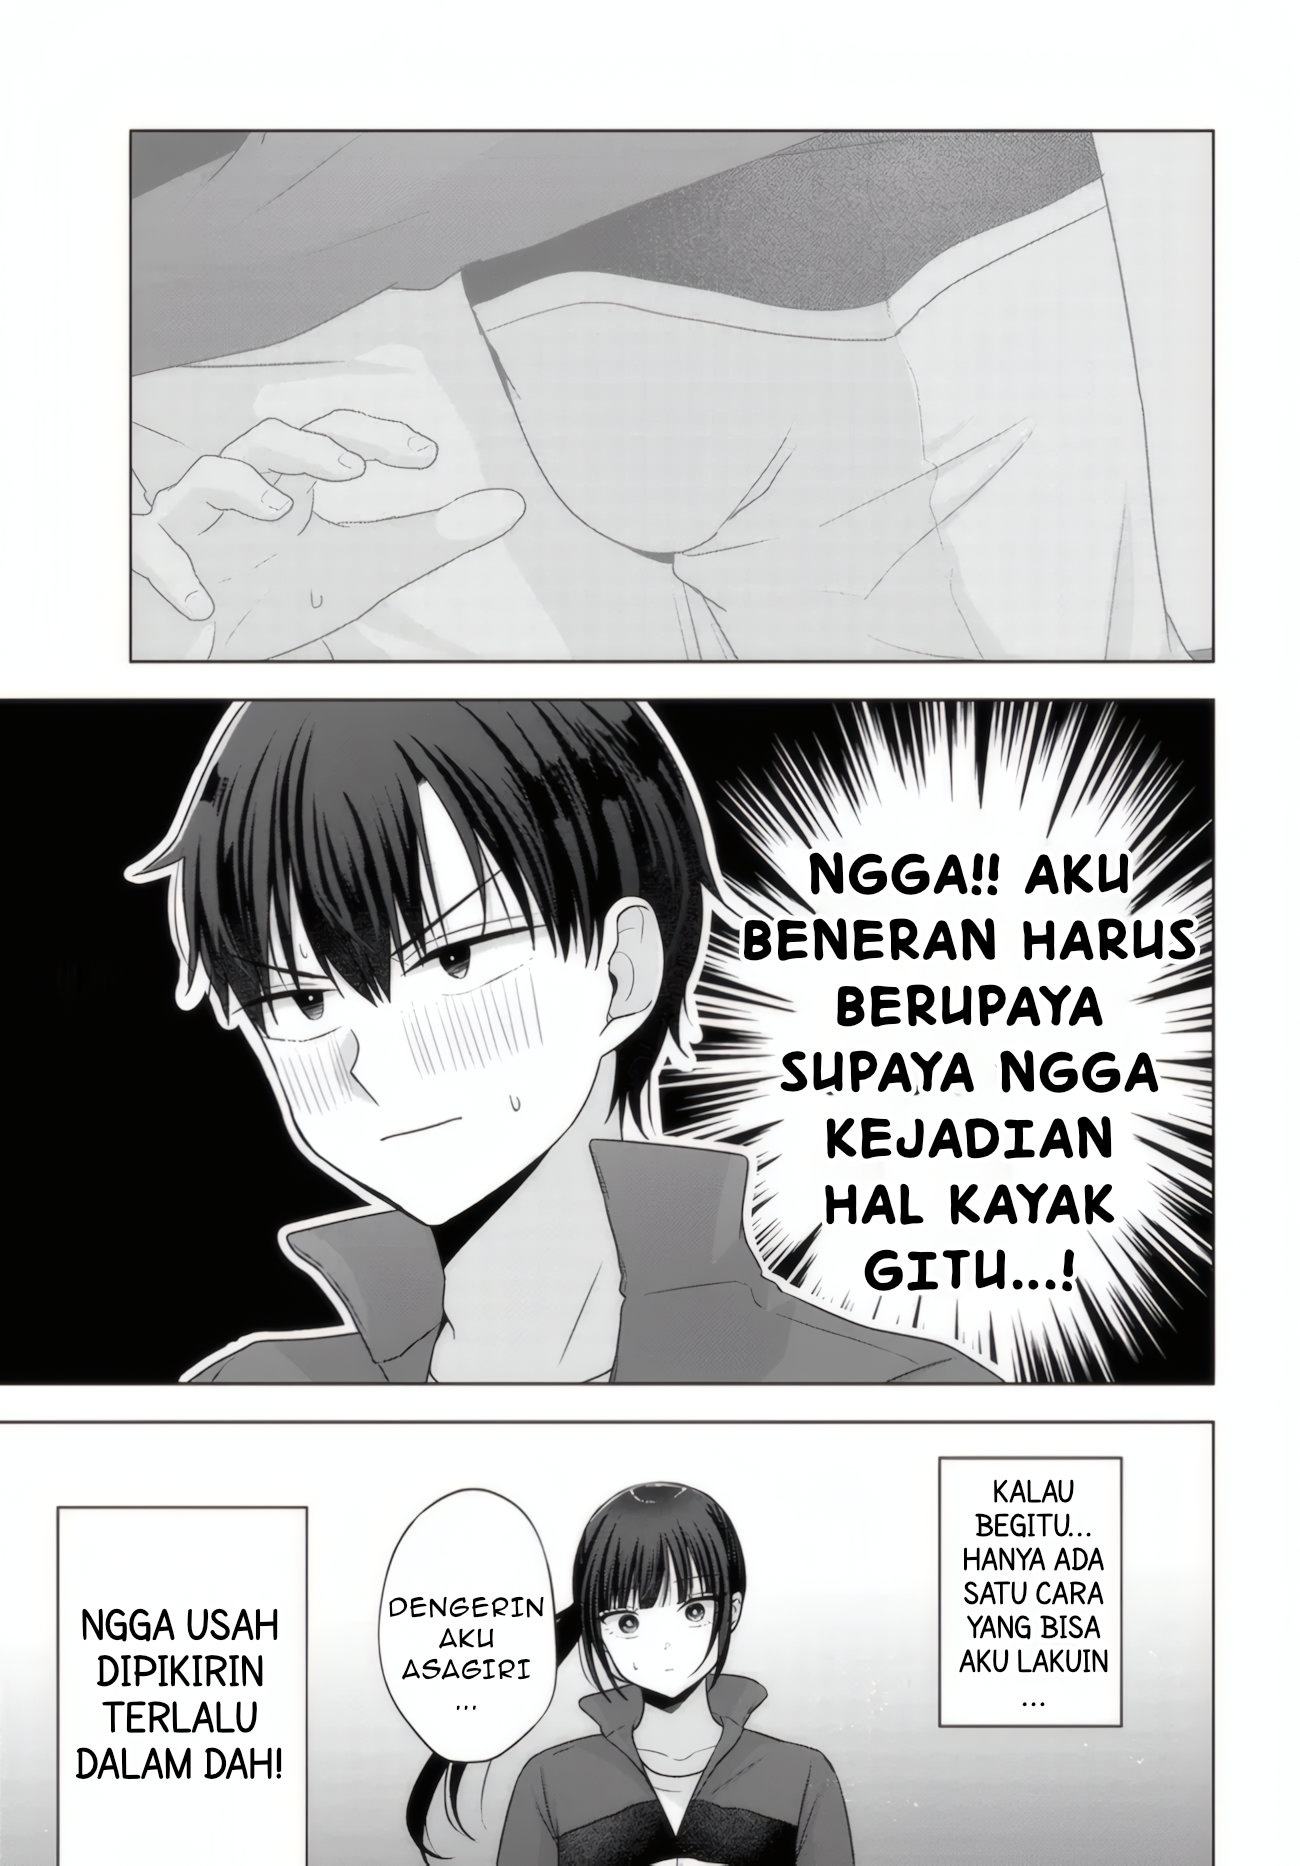 NGGA!! AKU
BENERAN HARUS
BERUPAYA
SUPAYA NGGA
KEJADIAN
HAL KAYAK
GITU...!
KALAU
BEGITU...
HANYA ADA
SATU CARA
YANG BISA
AKU LAKUIN
...
DENGERIN
AKU
ASAGIRI
...
NGGA USAH
DIPIKIRIN
TERLALU
DALAM DAH!